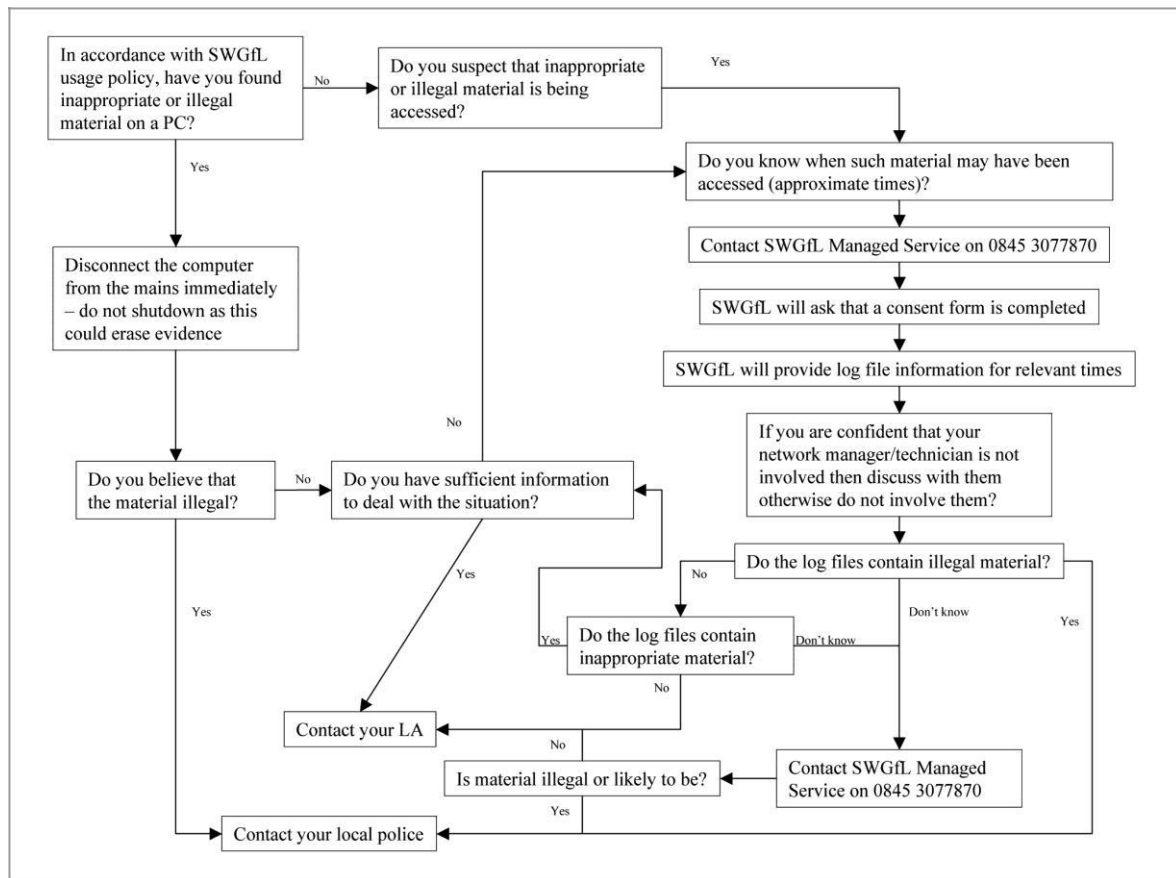 In accordance with SWGfL
usage policy, have you found
inappropriate or illegal
material on a PC?
No
Do you suspect that inappropriate
or illegal material is being
accessed?
Yes
Yes
Do you know when such material may have been
accessed (approximate times)?
Contact SWGfL Managed Service on 0845 3077870
Disconnect the computer
from the mains immediately
– do not shutdown as this
could erase evidence
SWGfL will ask that a consent form is completed
SWGfL will provide log file information for relevant times
No
If you are confident that your
network manager/technician is not
involved then discuss with them
otherwise do not involve them?
Do you believe that
the material illegal?
No
Do you have sufficient information
to deal with the situation?
Do the log files contain illegal material?
Yes
No
Yes
Don't know
Yes
Yes
Do the log files contain
inappropriate material?
Don't know
No
Contact your LA
No
Is material illegal or likely to be?
Contact SWGfL Managed
Service on 0845 3077870
Yes
Contact your local police